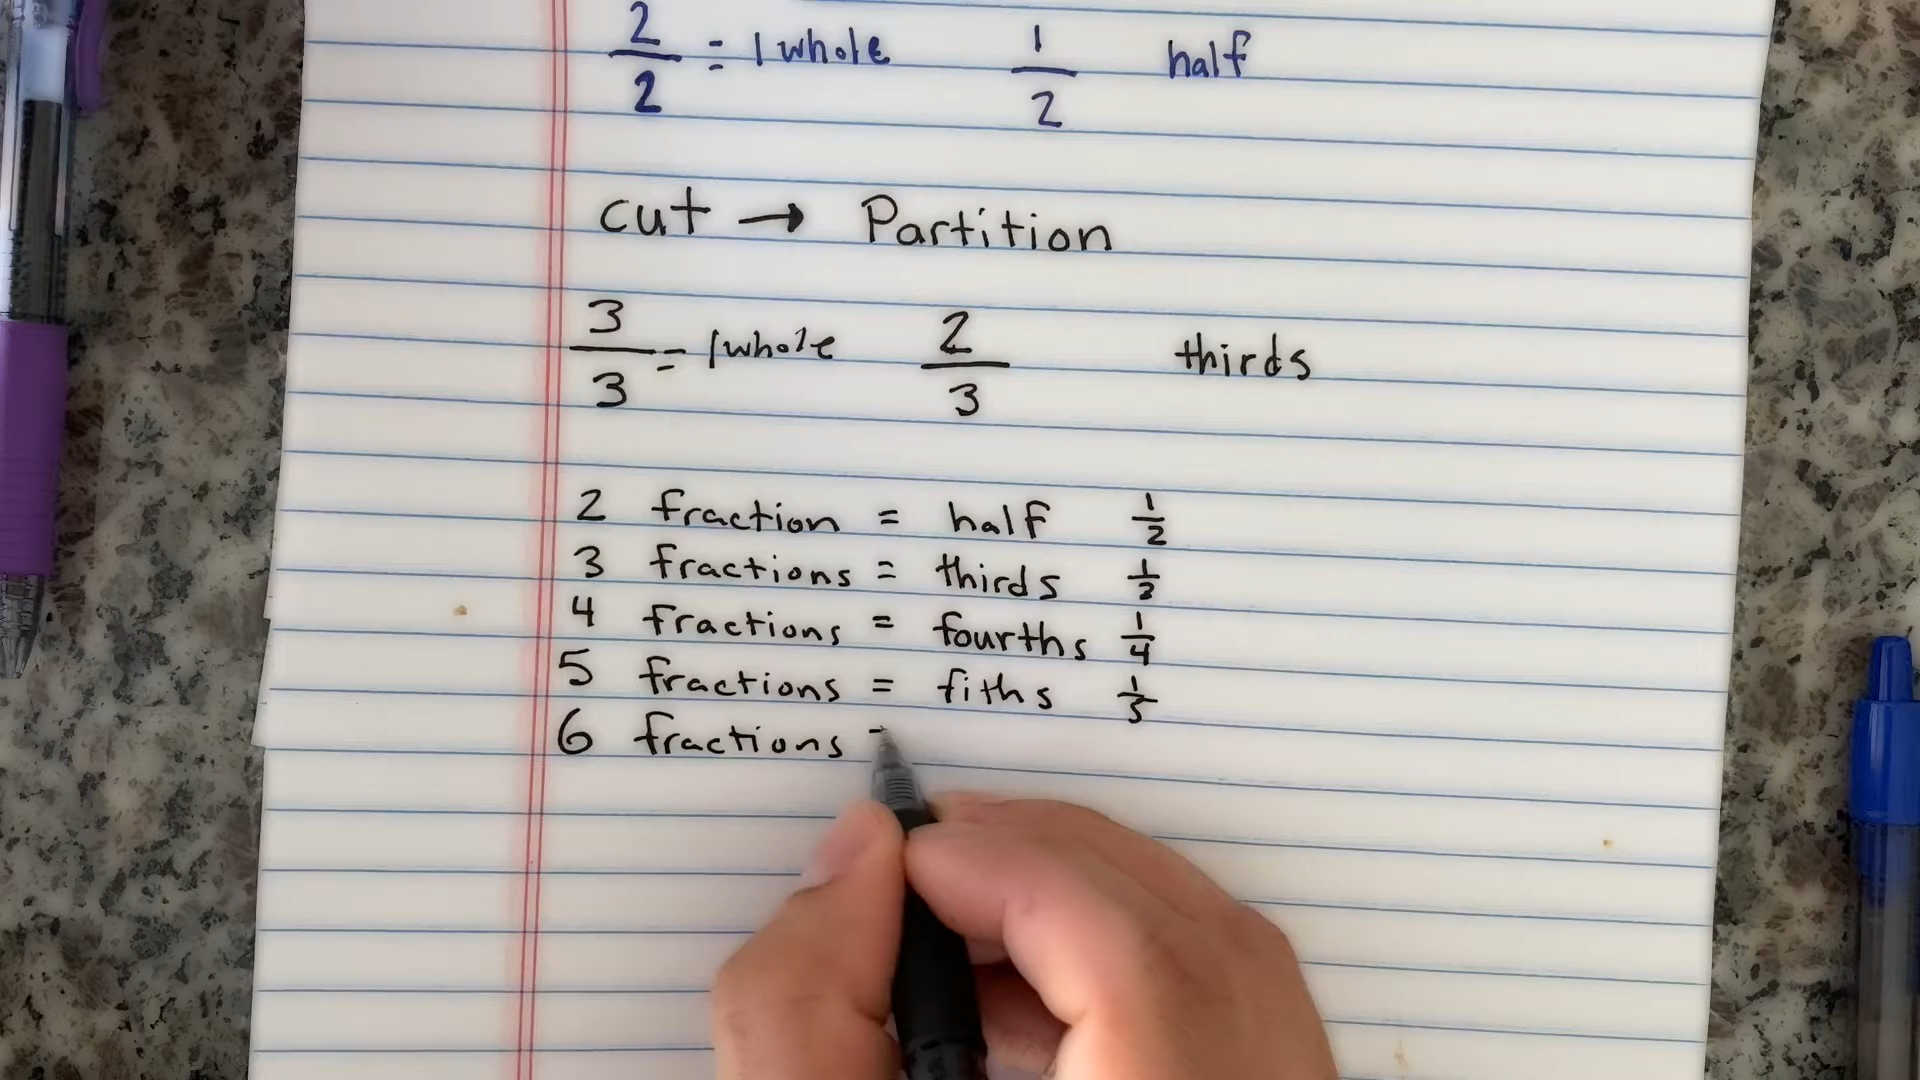 2/2 = 1 whole 1/2 half
cut → Partition
3/3 = 1 whole 2/3 thirds
2 fraction = half 1/2
3 fractions = thirds 1/3
4 fractions = fourths 1/4
5 fractions = fiths 1/5
6 fractions =